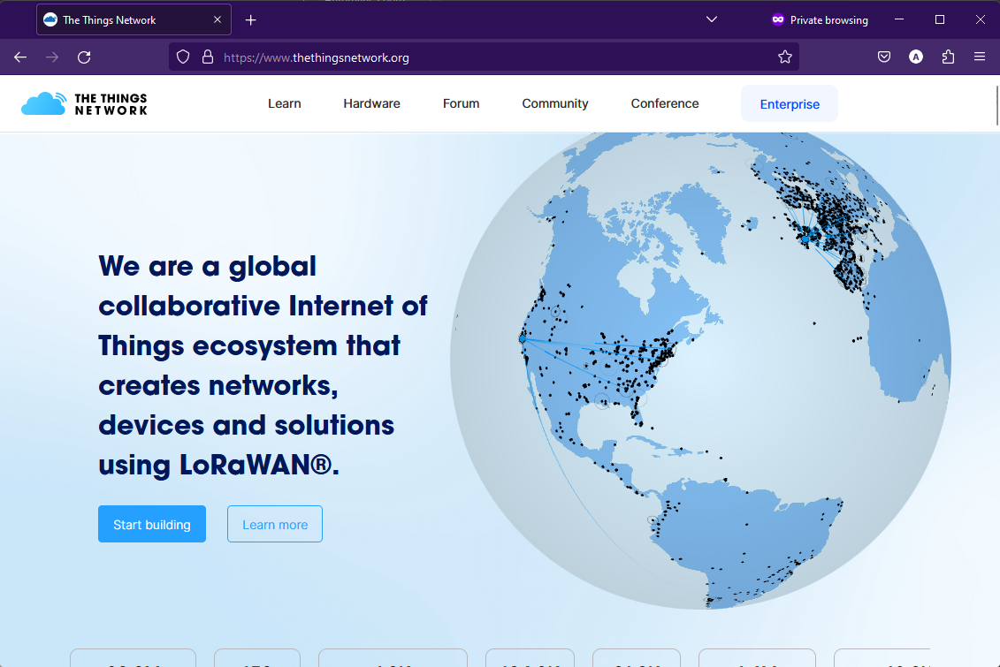 The Things Network
Private browsing
https://www.thethingsnetwork.org
A
THE THINGS
NETWORK
Learn
Hardware
Forum
Community
Conference
Enterprise
We are a global
collaborative Internet of
Things ecosystem that
creates networks,
devices and solutions
using LoRaWAN®.
Start building
Learn more